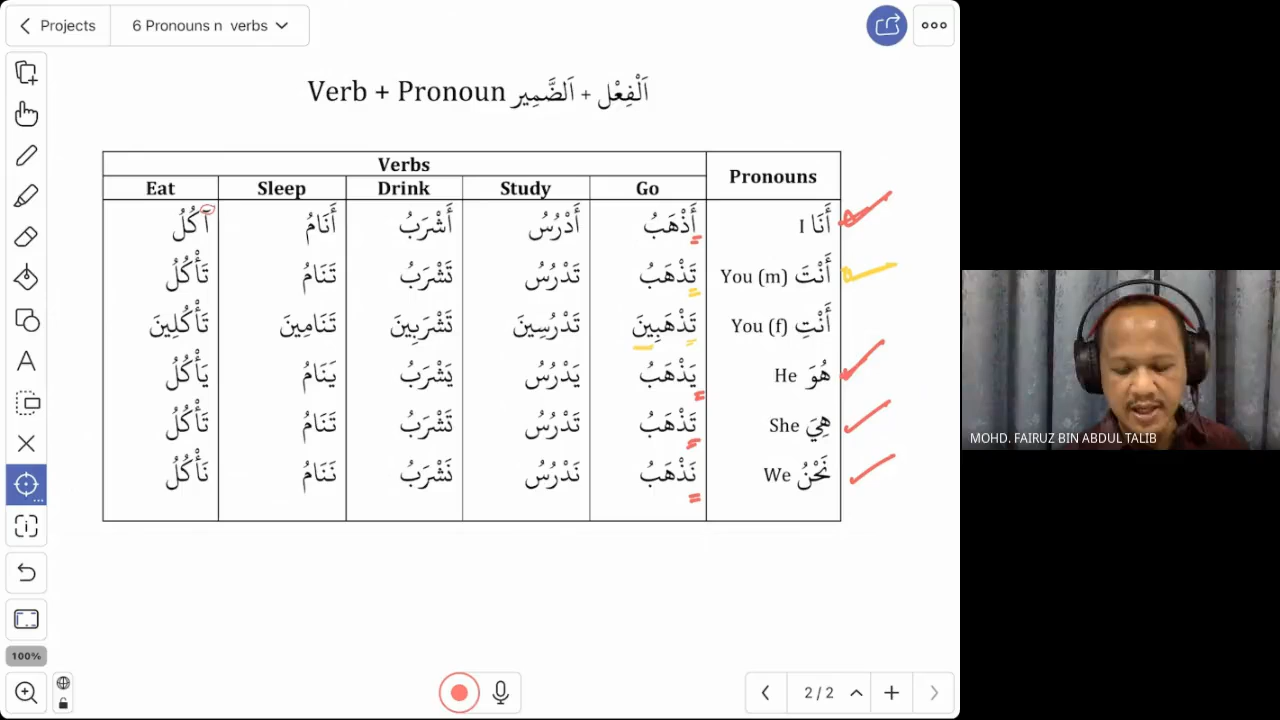 Projects
6 Pronouns n verbs
Verb + Pronoun اَلْفِعْل + اَلضَّمِير
Verbs
Pronouns
Eat Sleep Drink Study Go
آكُلُ أَنَامُ أَشْرَبُ أَدْرُسُ أَذْهَبُ I أَنَا
تَأْكُلُ تَنَامُ تَشْرَبُ تَدْرُسُ تَذْهَبُ You (m) أَنْتَ
تَأْكُلِينَ تَنَامِينَ تَشْرَبِينَ تَدْرُسِينَ تَذْهَبِينَ You (f) أَنْتِ
يَأْكُلُ يَنَامُ يَشْرَبُ يَدْرُسُ يَذْهَبُ He هُوَ
تَأْكُلُ تَنَامُ تَشْرَبُ تَدْرُسُ تَذْهَبُ She هِيَ
نَأْكُلُ نَنَامُ نَشْرَبُ نَدْرُسُ نَذْهَبُ We نَحْنُ
MOHD. FAIRUZ BIN ABDUL TALIB
100%
2 / 2